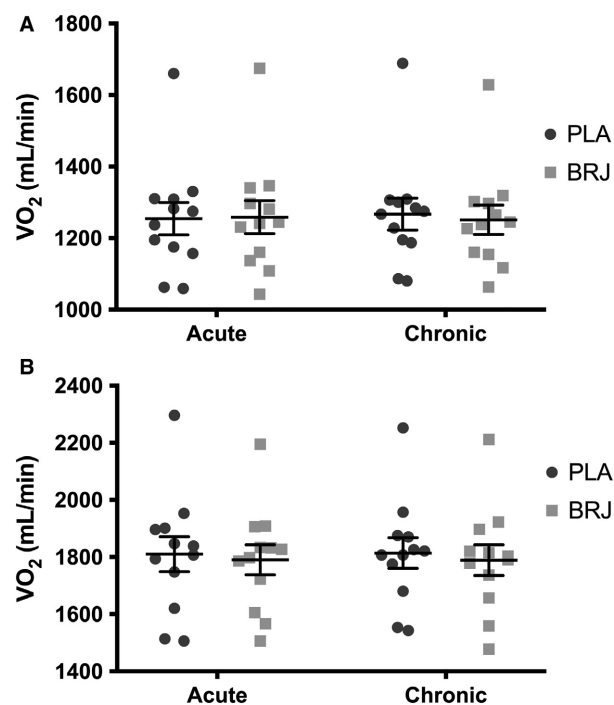 A
VO2 (mL/min)
1800
1600
1400
1200
1000
Acute
Chronic
PLA
BRJ
B
VO2 (mL/min)
2400
2200
2000
1800
1600
1400
Acute
Chronic
PLA
BRJ